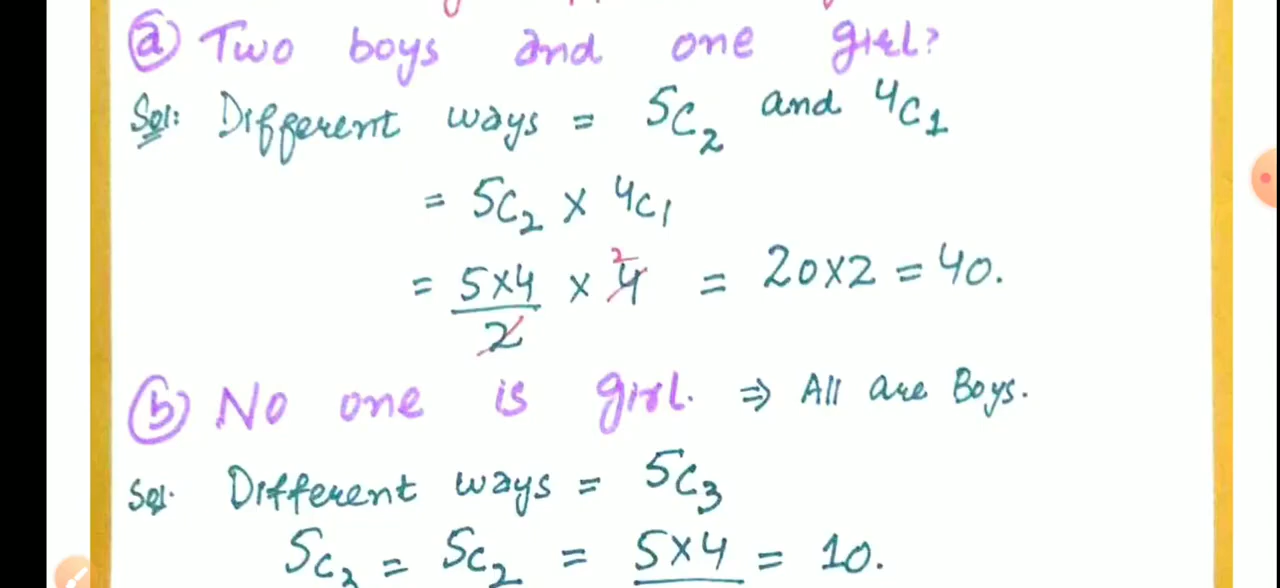 (a) Two boys and one girl?
Sol: Different ways = 5C₂ and 4C₁
= 5C₂ × 4C₁
= 5×4/2 × 4 2 = 20×2 = 40.
(b) No one is girl. ⇒ All are Boys.
Sol. Different ways = 5C₃
5C₃ = 5C₂ = 5×4 = 10.